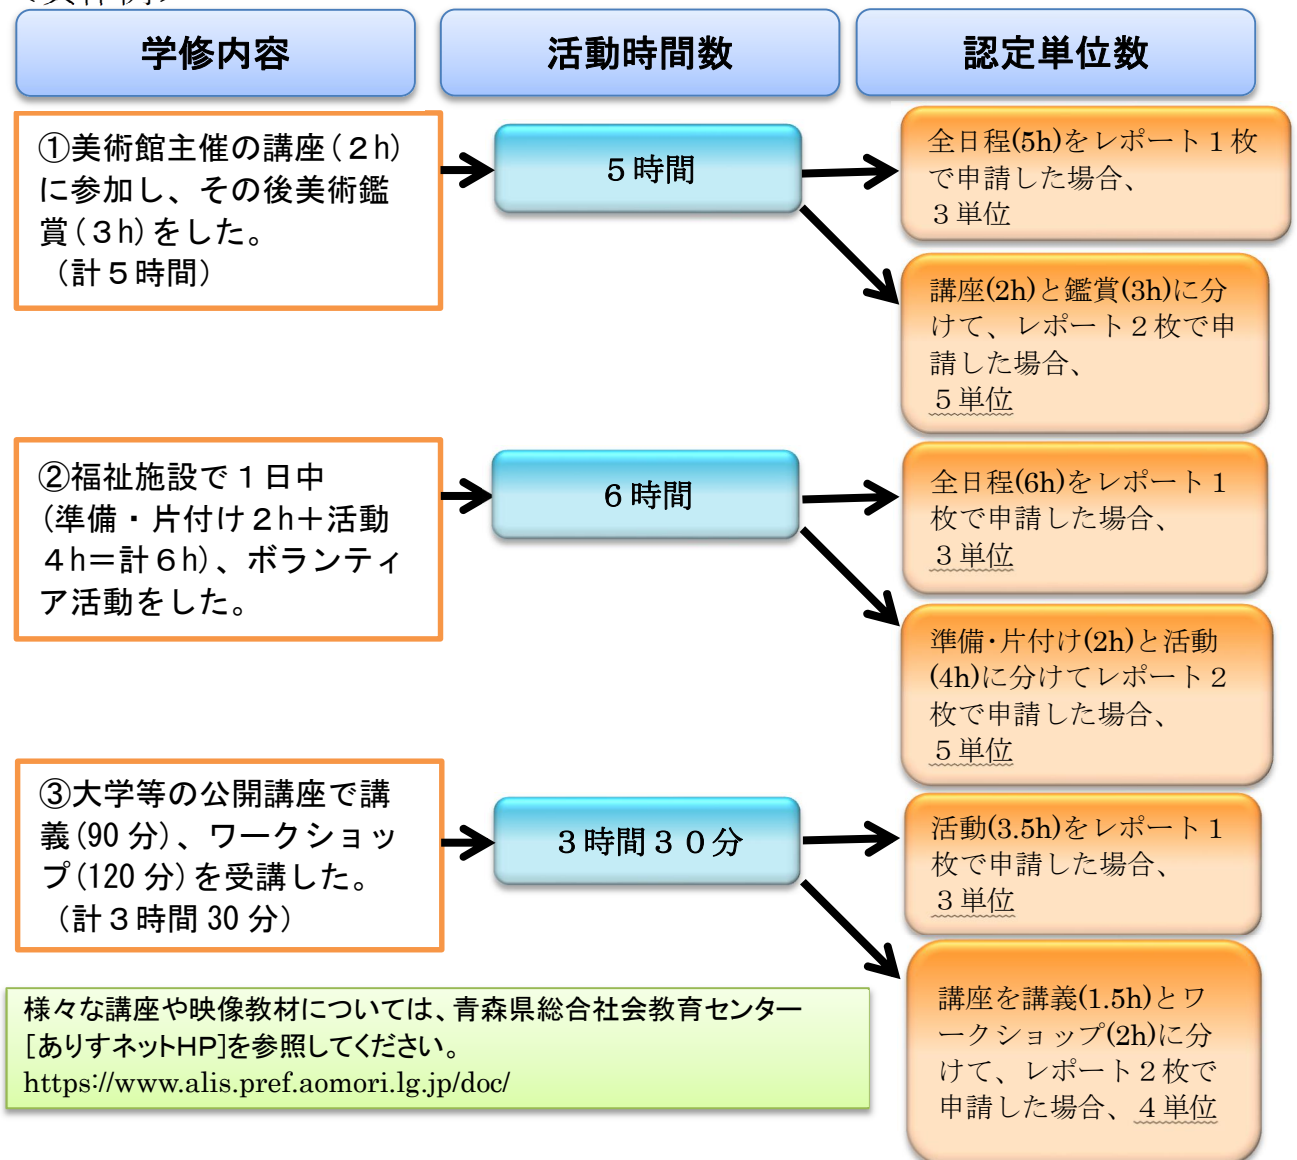 学修内容
活動時間数
認定単位数
①美術館主催の講座(２h)
に参加し、その後美術鑑
賞(３h)をした。
（計５時間）
５時間
全日程(5h)をレポート１枚
で申請した場合、
３単位
講座(2h)と鑑賞(3h)に分
けて、レポート２枚で申
請した場合、
５単位
②福祉施設で１日中
(準備・片付け２h＋活動
４h＝計６h)、ボランティ
ア活動をした。
６時間
全日程(6h)をレポート１
枚で申請した場合、
３単位
準備・片付け(2h)と活動
(4h)に分けてレポート２
枚で申請した場合、
５単位
③大学等の公開講座で講
義(90分)、ワークショッ
プ(120分)を受講した。
（計３時間30分）
３時間３０分
活動(3.5h)をレポート１
枚で申請した場合、
３単位
講座を講義(1.5h)とワ
ークショップ(2h)に分
けて、レポート２枚で
申請した場合、４単位
様々な講座や映像教材については、青森県総合社会教育センター
［ありすネットHP］を参照してください。
https://www.alis.pref.aomori.lg.jp/doc/